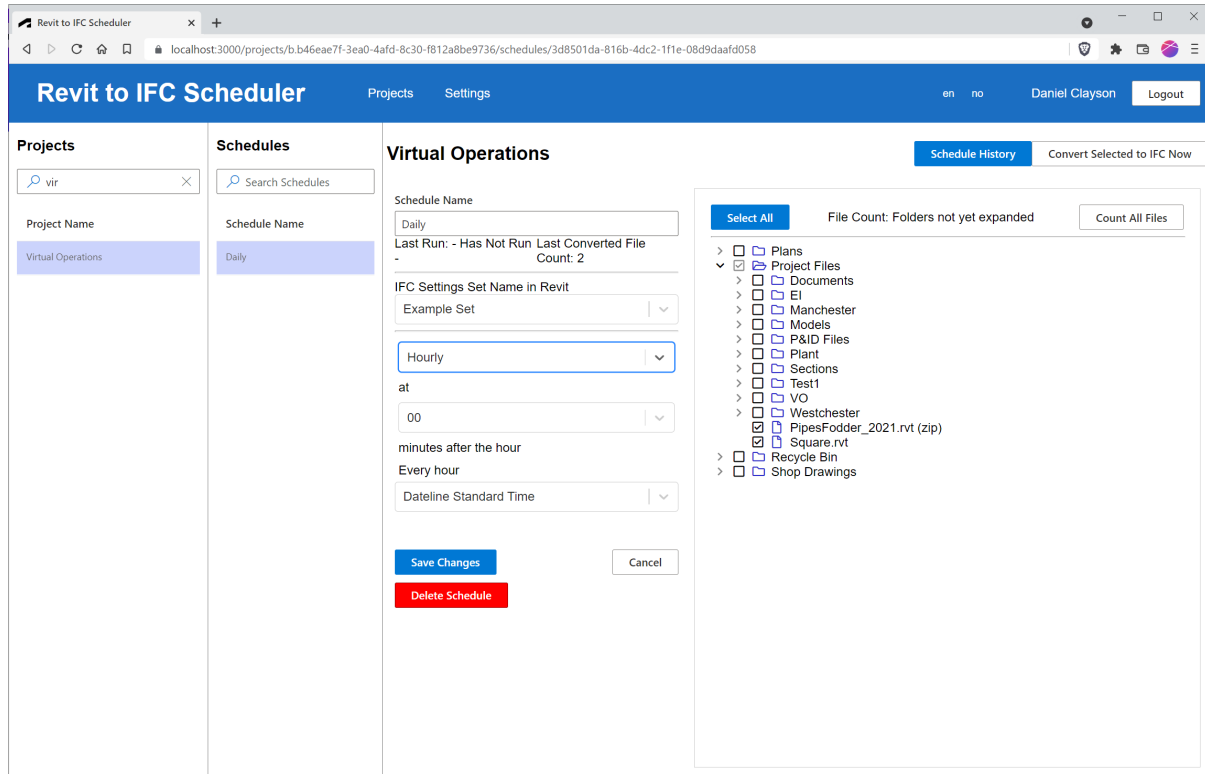 Revit to IFC Scheduler
localhost:3000/projects/b.b46eae7f-3ea0-4afd-8c30-f812a8b59736/schedules/3d8501da-816b-4dc2-1f1e-08d9daafd058
Revit to IFC Scheduler
Projects
Settings
en
no
Daniel Clayson
Logout
Projects
vir
Project Name
Virtual Operations
Schedules
Search Schedules
Schedule Name
Daily
Virtual Operations
Schedule History
Convert Selected to IFC Now
Schedule Name
Daily
Last Run: - Has Not Run
-
Last Converted File
Count: 2
IFC Settings Set Name in Revit
Example Set
Hourly
at
00
minutes after the hour
Every hour
Dateline Standard Time
Save Changes
Cancel
Delete Schedule
Select All
File Count: Folders not yet expanded
Count All Files
Plans
Project Files
Documents
EI
Manchester
Models
P&ID Files
Plant
Sections
Test1
VO
Westchester
PipesFodder_2021.rvt (zip)
Square.rvt
Recycle Bin
Shop Drawings